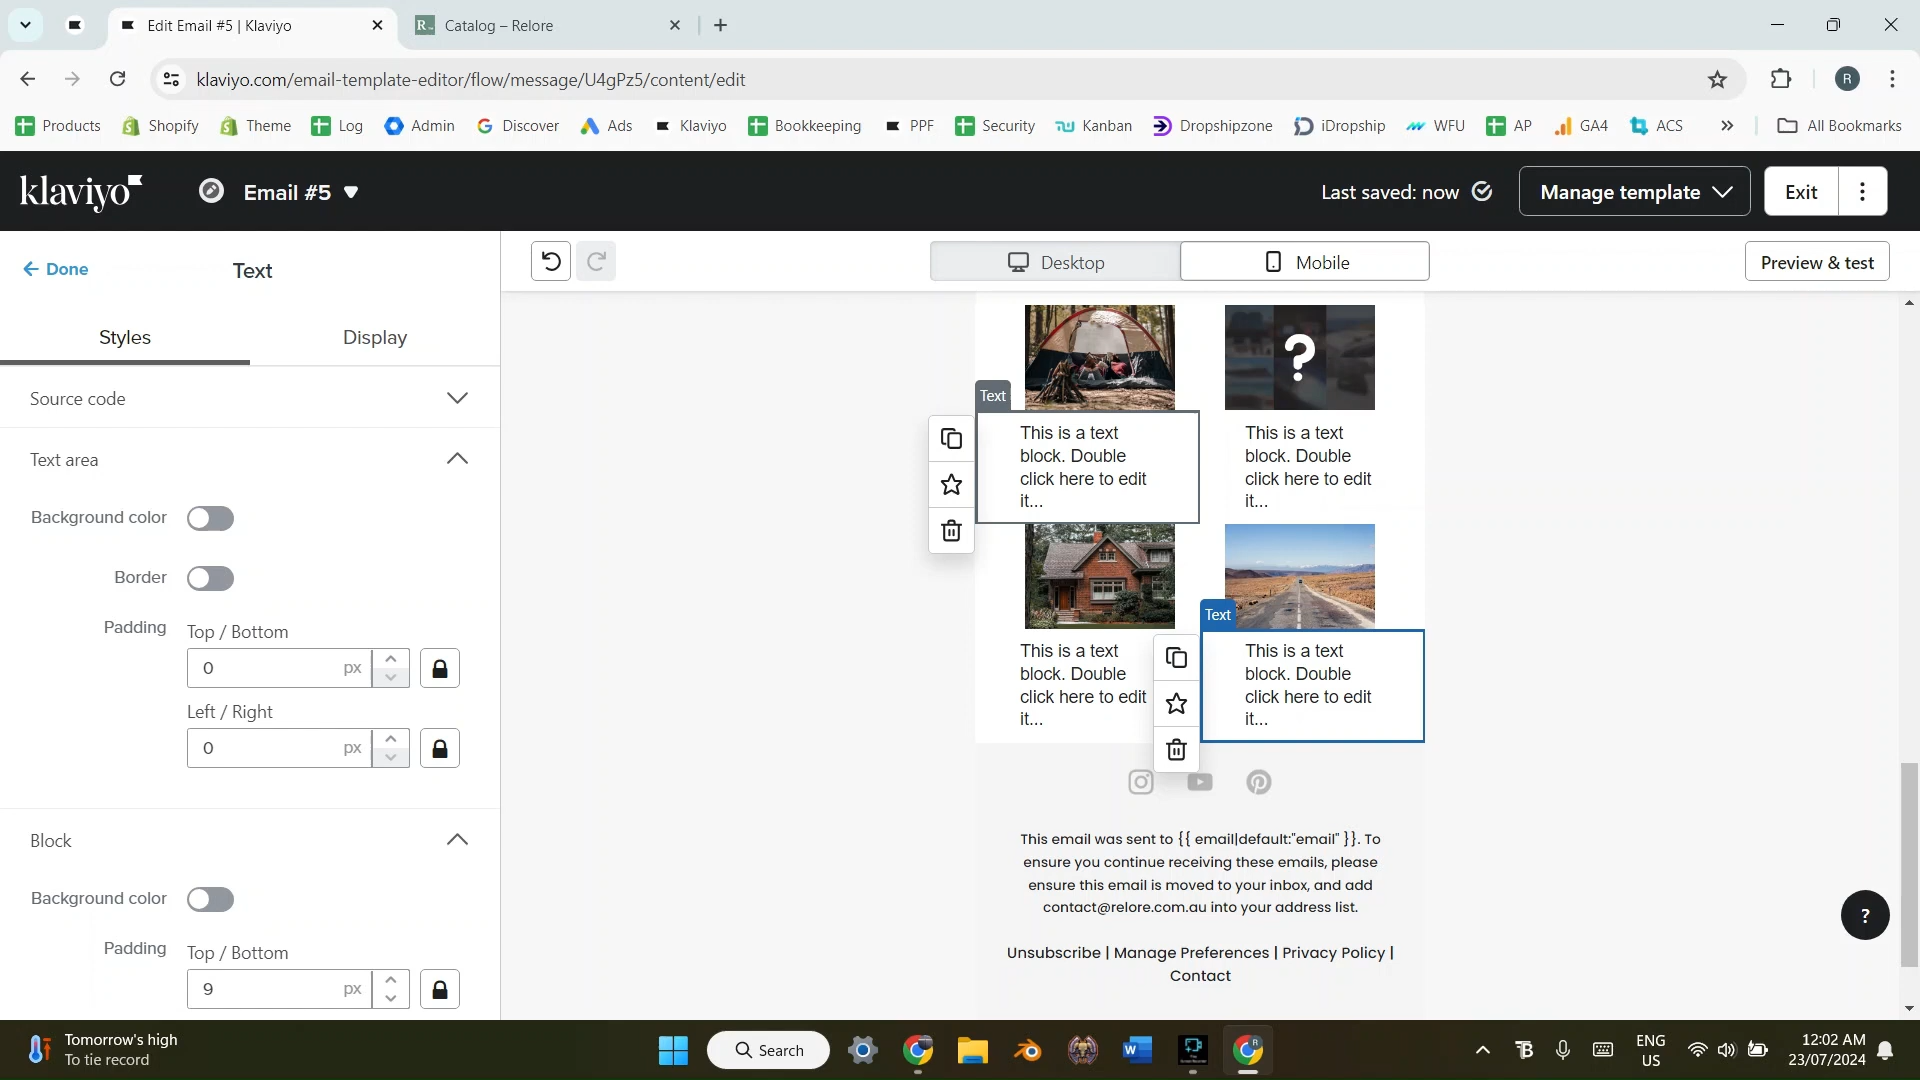 Edit Email #5 | Klaviyo
Catalog – Relore
klaviyo.com/email-template-editor/flow/message/U4gPz5/content/edit
R
Products
Shopify
Theme
Log
Admin
Discover
Ads
Klaviyo
Bookkeeping
PPF
Security
Kanban
Dropshipzone
iDropship
WFU
AP
GA4
ACS
All Bookmarks
klaviyo
Email #5
Last saved: now
Manage template
Exit
Done
Text
Desktop
Mobile
Preview & test
Styles
Display
Source code
Text area
Background color
Border
Padding
Top / Bottom
0 px
Left / Right
0 px
Block
Background color
Padding
Top / Bottom
9 px
?
Text
This is a text
block. Double
click here to edit
it...
This is a text
block. Double
click here to edit
it...
Text
This is a text
block. Double
click here to edit
it...
This is a text
block. Double
click here to edit
it...
This email was sent to {{ email|default:"email" }}. To
ensure you continue receiving these emails, please
ensure this email is moved to your inbox, and add
contact@relore.com.au into your address list.
Unsubscribe | Manage Preferences | Privacy Policy |
Contact
?
Tomorrow's high
To tie record
Search
ENG
US
12:02 AM
23/07/2024